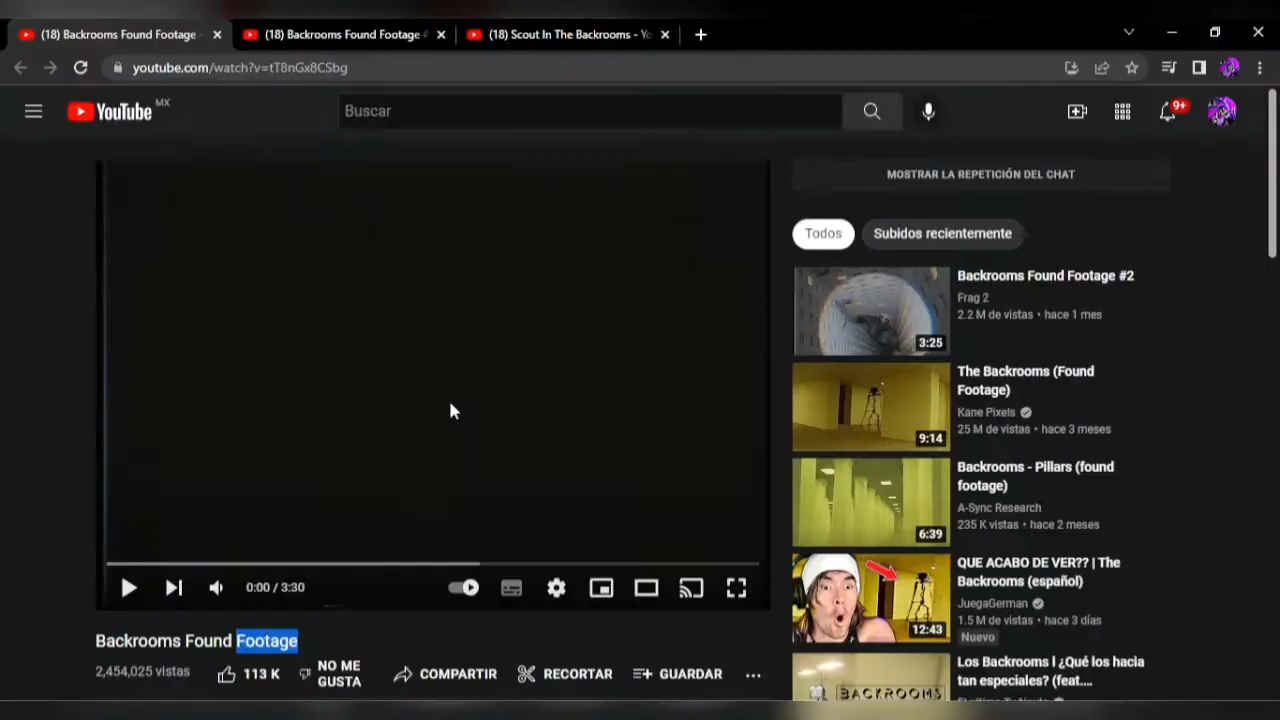 (18) Backrooms Found Footage -
(18) Backrooms Found Footage #
(18) Scout In The Backrooms - Yo
youtube.com/watch?v=tT8nGx8CSbg
YouTube MX
Buscar
9+
MOSTRAR LA REPETICIÓN DEL CHAT
Todos
Subidos recientemente
Backrooms Found Footage #2
Frag 2
2.2 M de vistas • hace 1 mes
3:25
The Backrooms (Found
Footage)
Kane Pixels
25 M de vistas • hace 3 meses
9:14
Backrooms - Pillars (found
footage)
A-Sync Research
235 K vistas • hace 2 meses
6:39
QUE ACABO DE VER?? | The
Backrooms (español)
JuegaGerman
1.5 M de vistas • hace 3 días
Nuevo
12:43
Los Backrooms l ¿Qué los hacia
tan especiales? (feat....
BACKROOMS
0:00 / 3:30
Backrooms Found Footage
2,454,025 vistas
113 K
NO ME
GUSTA
COMPARTIR
RECORTAR
GUARDAR